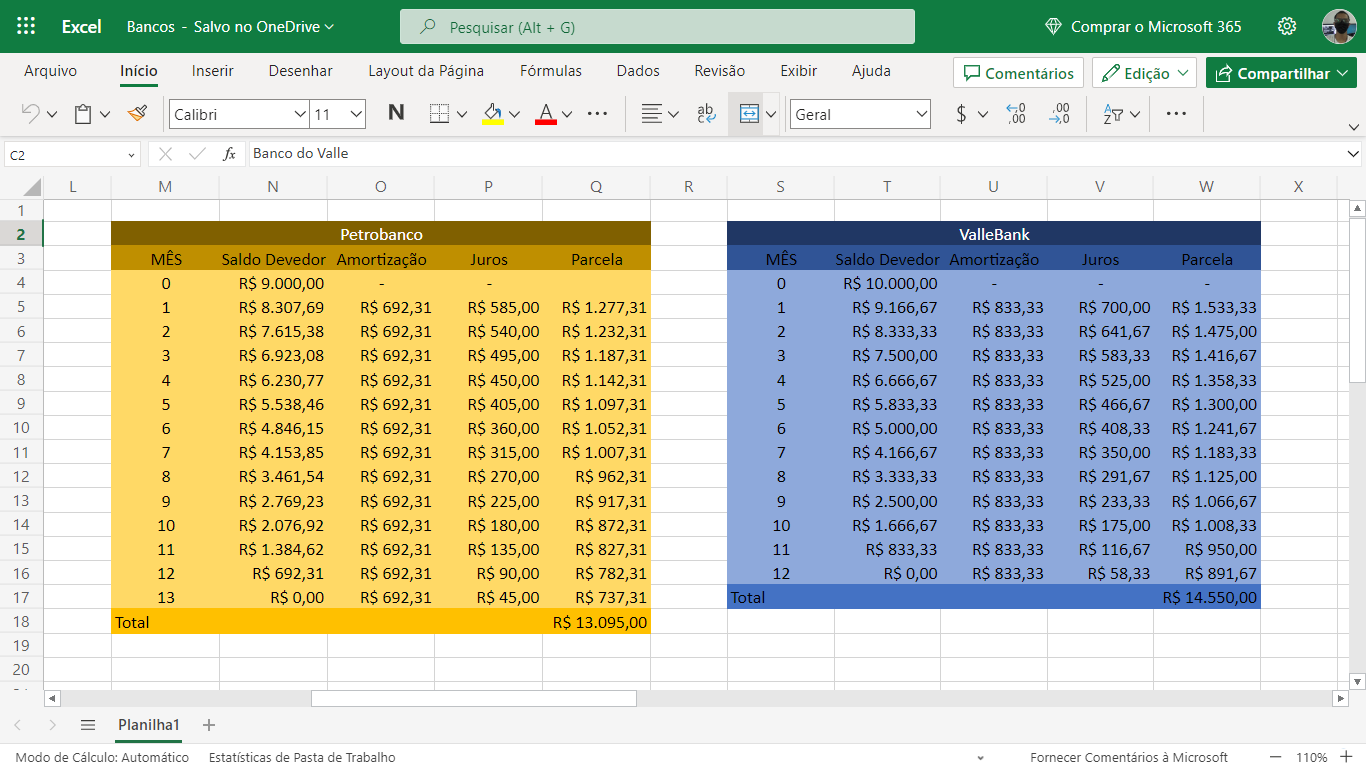 Excel Bancos - Salvo no OneDrive Pesquisar (Alt + G) Comprar o Microsoft 365
Arquivo Início Inserir Desenhar Layout da Página Fórmulas Dados Revisão Exibir Ajuda Comentários Edição Compartilhar
Calibri 11 N A ab Geral $ ←0 ,00 ,00 →,0
C2 fx Banco do Valle
L M N O P Q R S T U V W X
1
2 Petrobanco ValleBank
3 MÊS Saldo Devedor Amortização Juros Parcela MÊS Saldo Devedor Amortização Juros Parcela
4 0 R$ 9.000,00 - - 0 R$ 10.000,00 - - -
5 1 R$ 8.307,69 R$ 692,31 R$ 585,00 R$ 1.277,31 1 R$ 9.166,67 R$ 833,33 R$ 700,00 R$ 1.533,33
6 2 R$ 7.615,38 R$ 692,31 R$ 540,00 R$ 1.232,31 2 R$ 8.333,33 R$ 833,33 R$ 641,67 R$ 1.475,00
7 3 R$ 6.923,08 R$ 692,31 R$ 495,00 R$ 1.187,31 3 R$ 7.500,00 R$ 833,33 R$ 583,33 R$ 1.416,67
8 4 R$ 6.230,77 R$ 692,31 R$ 450,00 R$ 1.142,31 4 R$ 6.666,67 R$ 833,33 R$ 525,00 R$ 1.358,33
9 5 R$ 5.538,46 R$ 692,31 R$ 405,00 R$ 1.097,31 5 R$ 5.833,33 R$ 833,33 R$ 466,67 R$ 1.300,00
10 6 R$ 4.846,15 R$ 692,31 R$ 360,00 R$ 1.052,31 6 R$ 5.000,00 R$ 833,33 R$ 408,33 R$ 1.241,67
11 7 R$ 4.153,85 R$ 692,31 R$ 315,00 R$ 1.007,31 7 R$ 4.166,67 R$ 833,33 R$ 350,00 R$ 1.183,33
12 8 R$ 3.461,54 R$ 692,31 R$ 270,00 R$ 962,31 8 R$ 3.333,33 R$ 833,33 R$ 291,67 R$ 1.125,00
13 9 R$ 2.769,23 R$ 692,31 R$ 225,00 R$ 917,31 9 R$ 2.500,00 R$ 833,33 R$ 233,33 R$ 1.066,67
14 10 R$ 2.076,92 R$ 692,31 R$ 180,00 R$ 872,31 10 R$ 1.666,67 R$ 833,33 R$ 175,00 R$ 1.008,33
15 11 R$ 1.384,62 R$ 692,31 R$ 135,00 R$ 827,31 11 R$ 833,33 R$ 833,33 R$ 116,67 R$ 950,00
16 12 R$ 692,31 R$ 692,31 R$ 90,00 R$ 782,31 12 R$ 0,00 R$ 833,33 R$ 58,33 R$ 891,67
17 13 R$ 0,00 R$ 692,31 R$ 45,00 R$ 737,31 Total R$ 14.550,00
18 Total R$ 13.095,00
19
20
Planilha1
Modo de Cálculo: Automático Estatísticas de Pasta de Trabalho Fornecer Comentários à Microsoft 110%